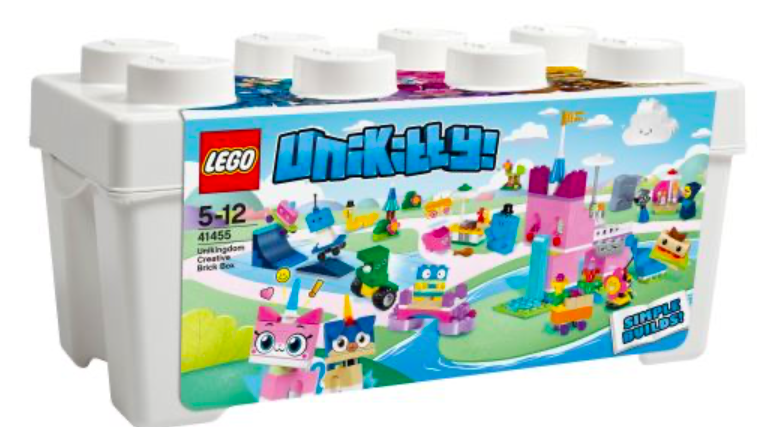 LEGO
UniKitty!
5-12
41455
Unikingdom
Creative
Brick Box
SIMPLE
BUILDS!